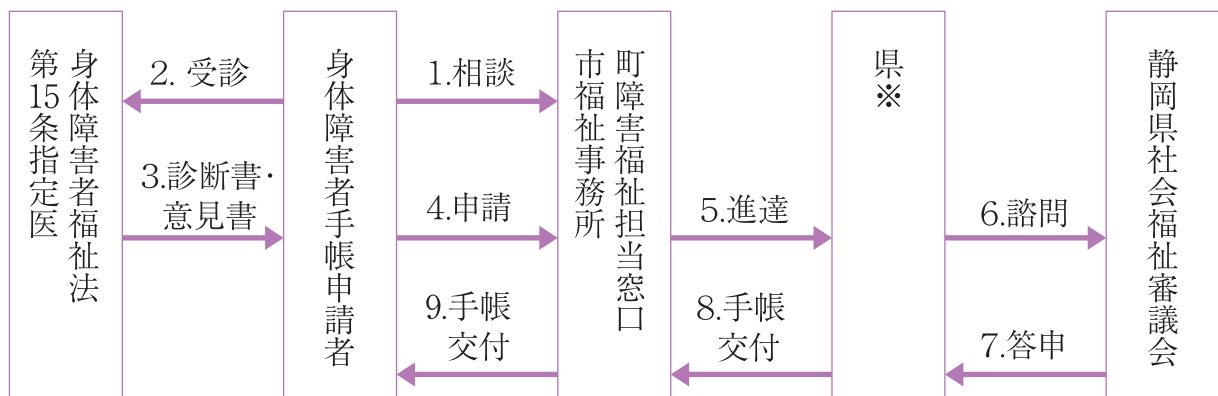 身体障害者福祉法
第15条指定医
2. 受診
3.診断書・
意見書
身体障害者手帳申請者
1.相談
4.申請
9.手帳
交付
町障害福祉担当窓口
市福祉事務所
5.進達
8.手帳
交付
県※
6.諮問
7.答申
静岡県社会福祉審議会